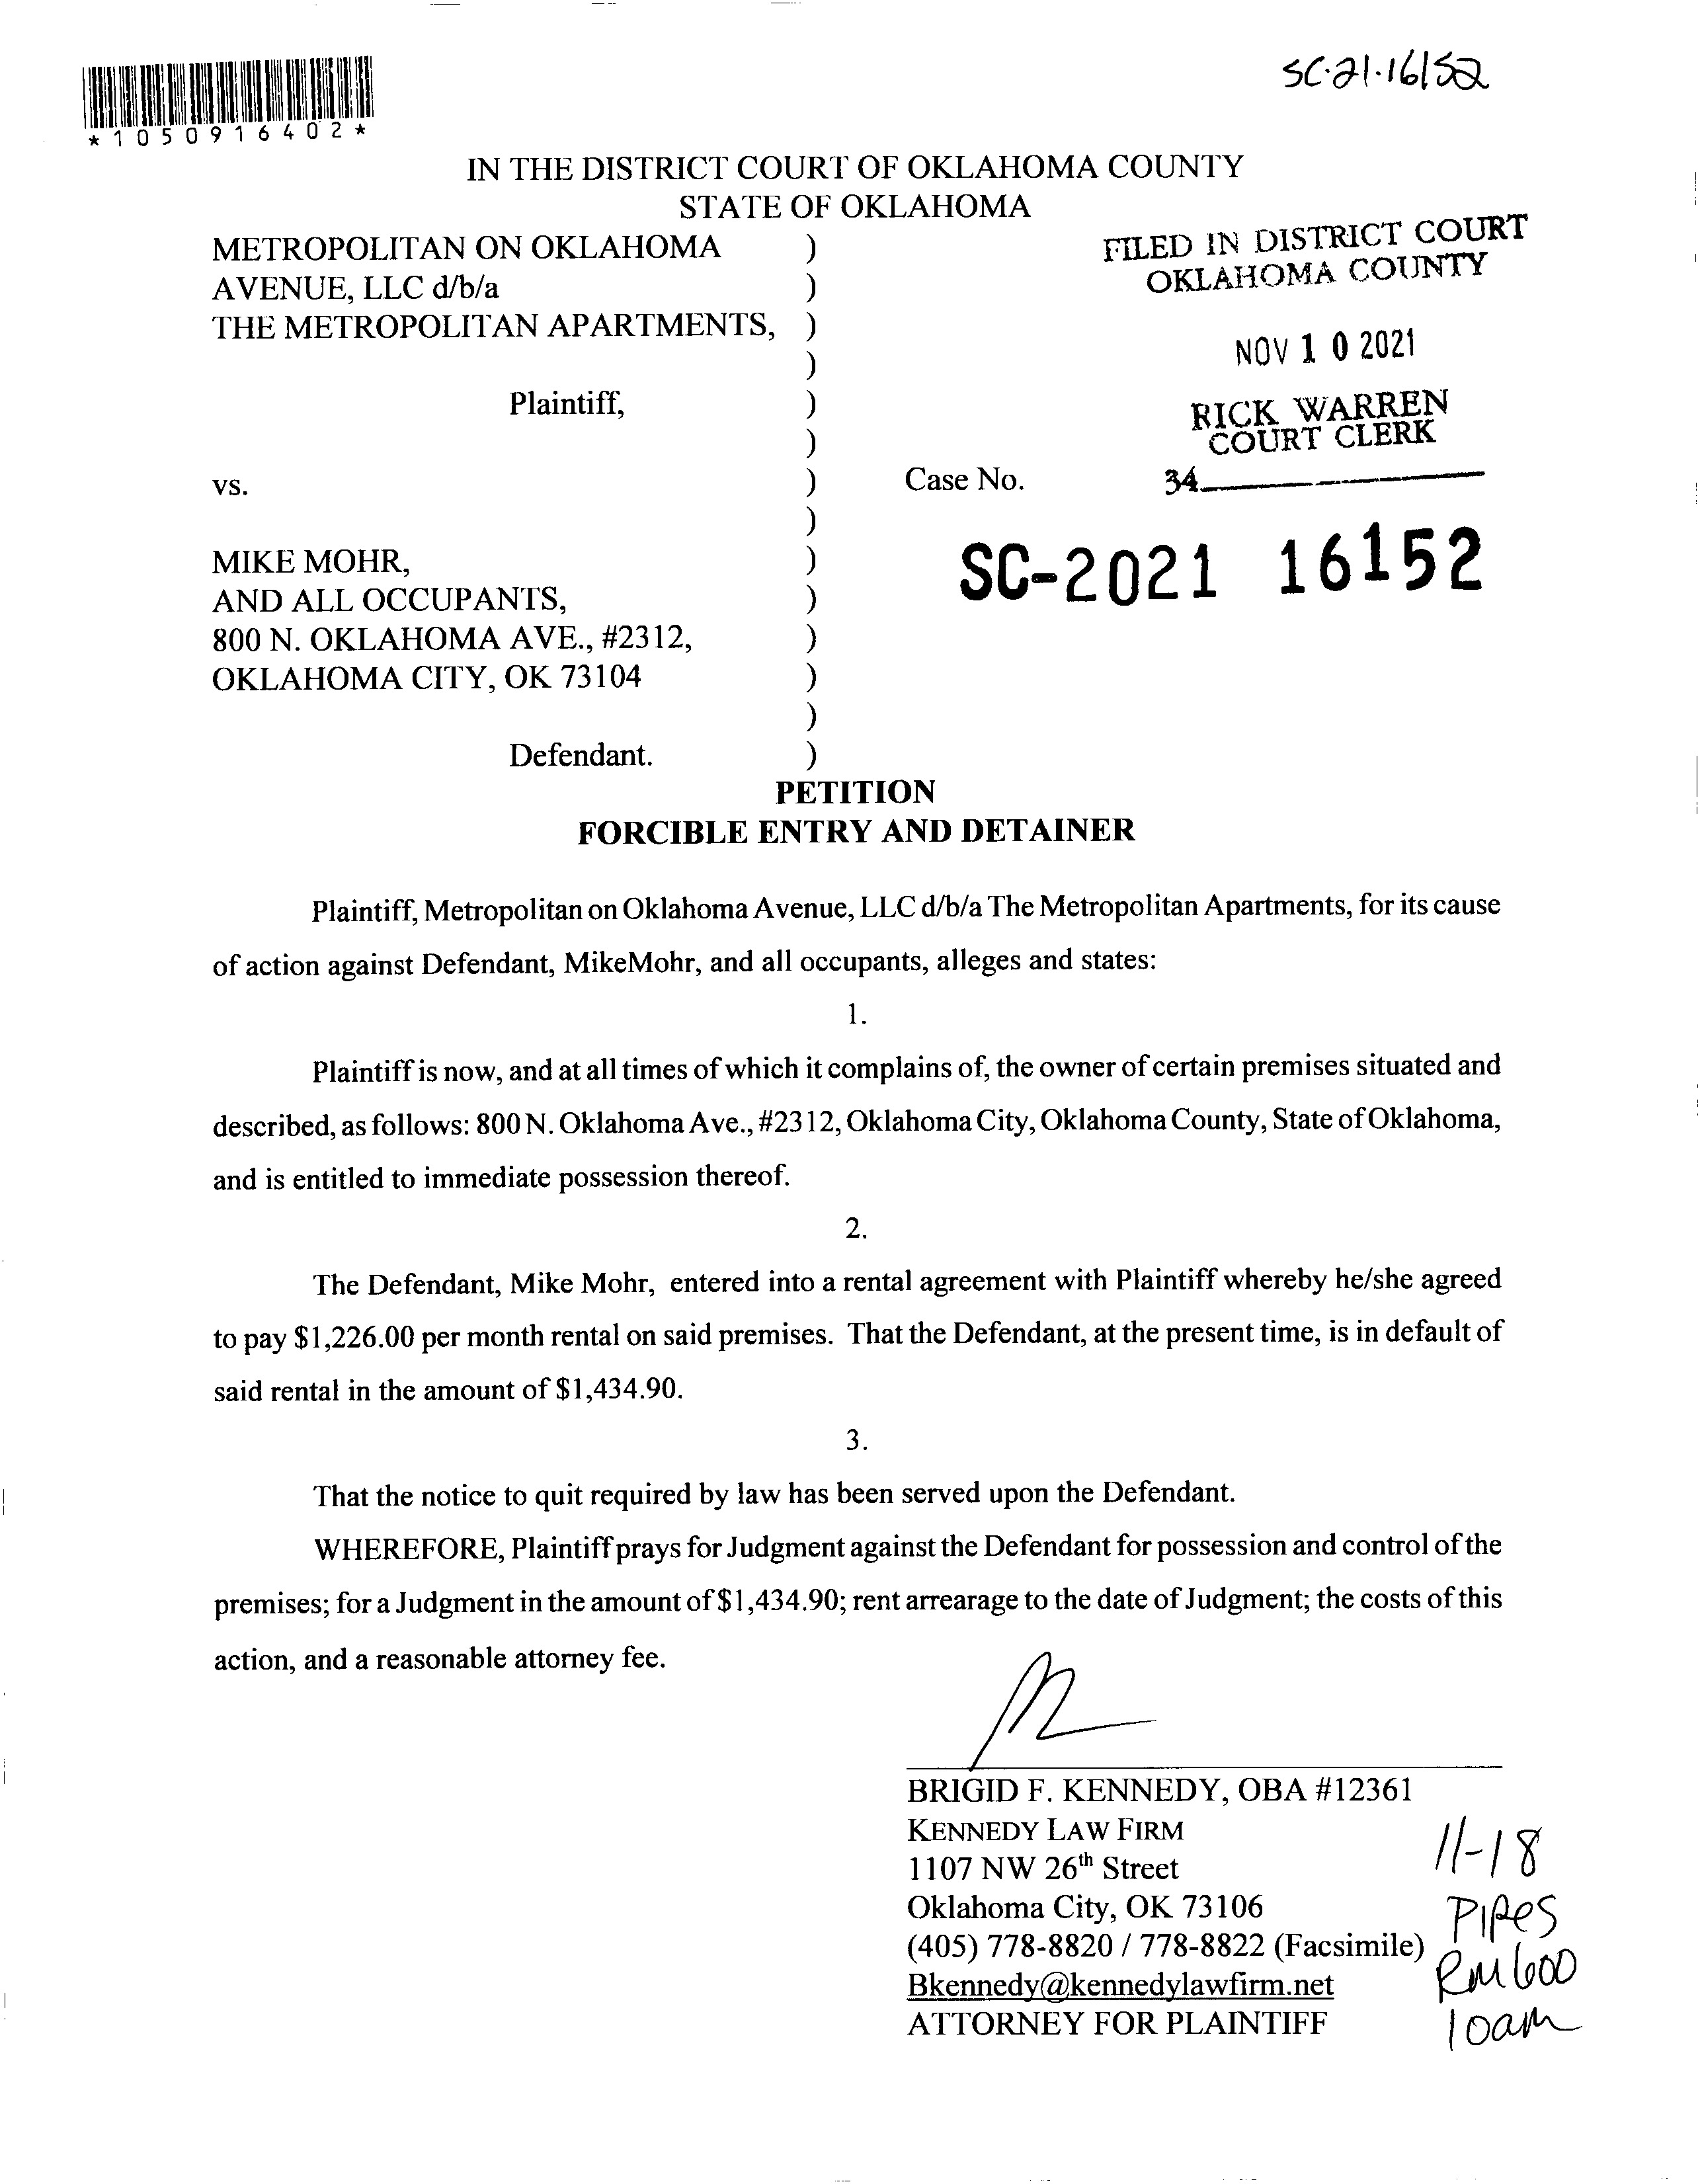 SC-21-16152
*1050916402*
IN THE DISTRICT COURT OF OKLAHOMA COUNTY
STATE OF OKLAHOMA
METROPOLITAN ON OKLAHOMA )
AVENUE, LLC d/b/a )
THE METROPOLITAN APARTMENTS, )
)
Plaintiff, )
)
vs. ) Case No.
)
MIKE MOHR, )
AND ALL OCCUPANTS, )
800 N. OKLAHOMA AVE., #2312, )
OKLAHOMA CITY, OK 73104 )
)
Defendant. )
FILED IN DISTRICT COURT
OKLAHOMA COUNTY
NOV 10 2021
RICK WARREN
COURT CLERK
34
SC-2021 16152
PETITION
FORCIBLE ENTRY AND DETAINER
Plaintiff, Metropolitan on Oklahoma Avenue, LLC d/b/a The Metropolitan Apartments, for its cause
of action against Defendant, MikeMohr, and all occupants, alleges and states:
1.
Plaintiff is now, and at all times of which it complains of, the owner of certain premises situated and
described, as follows: 800 N. Oklahoma Ave., #2312, Oklahoma City, Oklahoma County, State of Oklahoma,
and is entitled to immediate possession thereof.
2.
The Defendant, Mike Mohr, entered into a rental agreement with Plaintiff whereby he/she agreed
to pay $1,226.00 per month rental on said premises. That the Defendant, at the present time, is in default of
said rental in the amount of $1,434.90.
3.
That the notice to quit required by law has been served upon the Defendant.
WHEREFORE, Plaintiff prays for Judgment against the Defendant for possession and control of the
premises; for a Judgment in the amount of $1,434.90; rent arrearage to the date of Judgment; the costs of this
action, and a reasonable attorney fee.
BRIGID F. KENNEDY, OBA #12361
KENNEDY LAW FIRM
1107 NW 26th Street
Oklahoma City, OK 73106
(405) 778-8820 / 778-8822 (Facsimile)
Bkennedy@kennedylawfirm.net
ATTORNEY FOR PLAINTIFF
11-18
PIPES
RM 600
10am